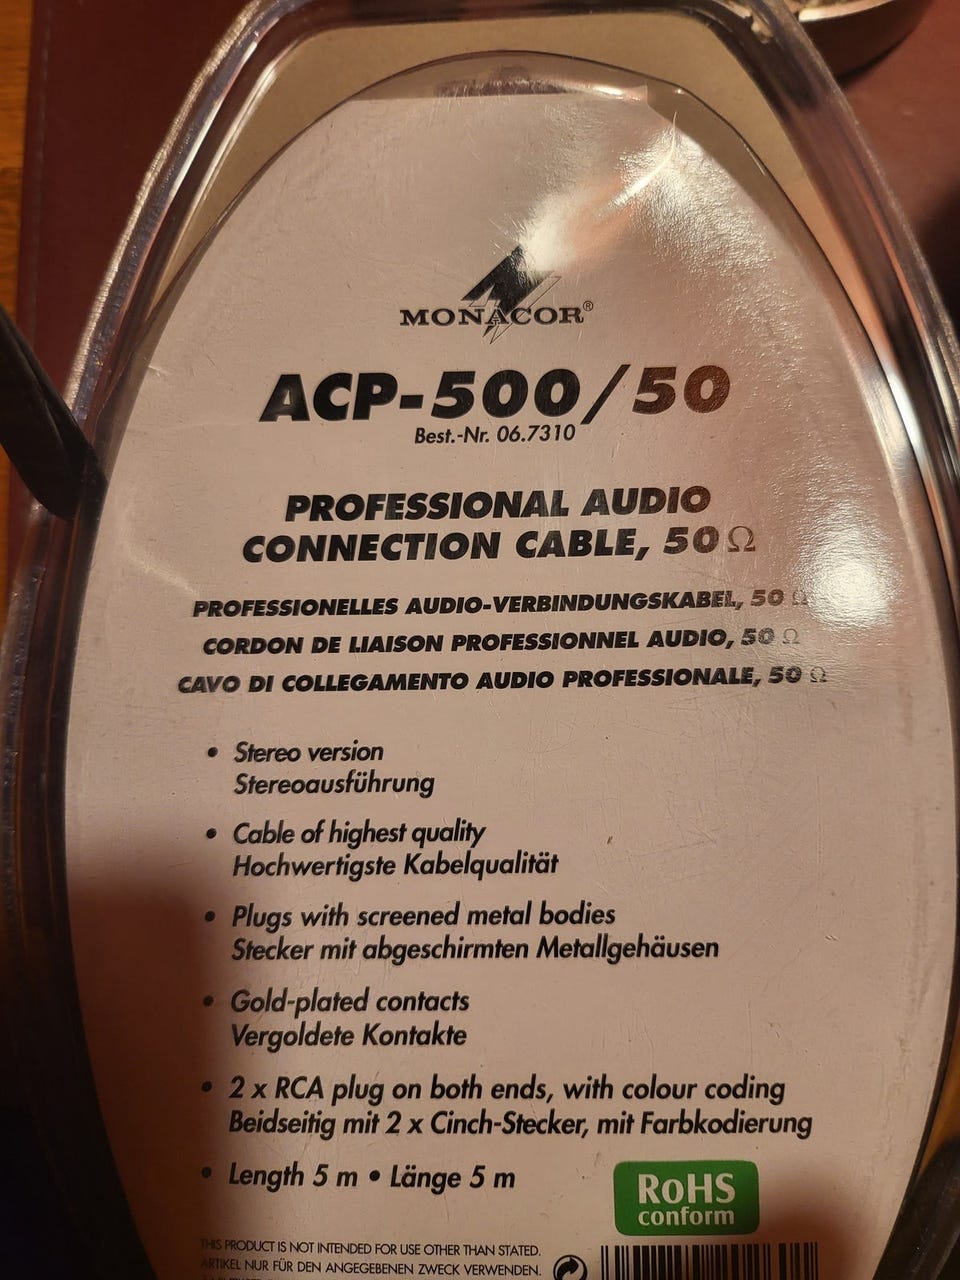 MONACOR®
ACP-500/50
Best.-Nr. 06.7310
PROFESSIONAL AUDIO
CONNECTION CABLE, 50 Ω
PROFESSIONELLES AUDIO-VERBINDUNGSKABEL, 50 Ω
CORDON DE LIAISON PROFESSIONNEL AUDIO, 50 Ω
CAVO DI COLLEGAMENTO AUDIO PROFESSIONALE, 50 Ω
• Stereo version
Stereoausführung
• Cable of highest quality
Hochwertigste Kabelqualität
• Plugs with screened metal bodies
Stecker mit abgeschirmten Metallgehäusen
• Gold-plated contacts
Vergoldete Kontakte
• 2 x RCA plug on both ends, with colour coding
Beidseitig mit 2 x Cinch-Stecker, mit Farbkodierung
• Length 5 m • Länge 5 m
RoHS
conform
THIS PRODUCT IS NOT INTENDED FOR USE OTHER THAN STATED.
ARTIKEL NUR FÜR DEN ANGEGEBENEN ZWECK VERWENDEN.